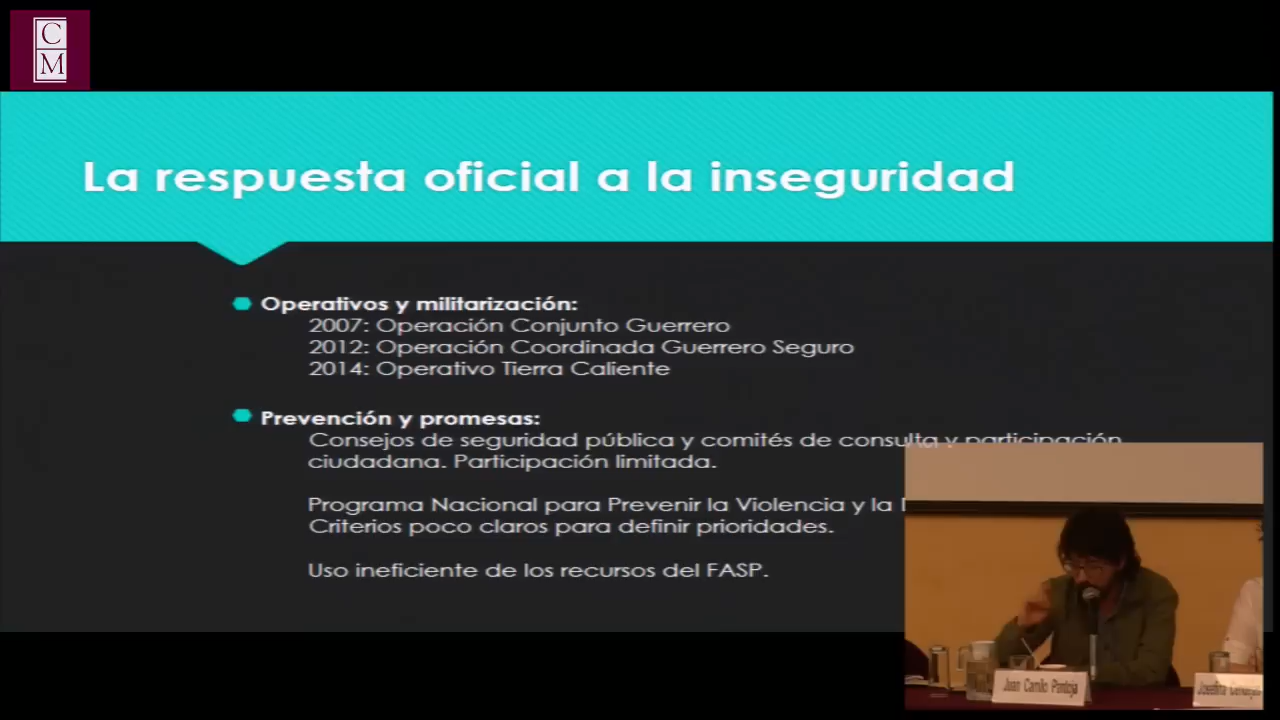 C
M
La respuesta oficial a la inseguridad
Operativos y militarización:
2007: Operación Conjunto Guerrero
2012: Operación Coordinada Guerrero Seguro
2014: Operativo Tierra Caliente
Prevención y promesas:
Consejos de seguridad pública y comités de consulta y participación
ciudadana. Participación limitada.
Programa Nacional para Prevenir la Violencia y la
Criterios poco claros para definir prioridades.
Uso ineficiente de los recursos del FASP.
Juan Camilo Pantoja
Josefina